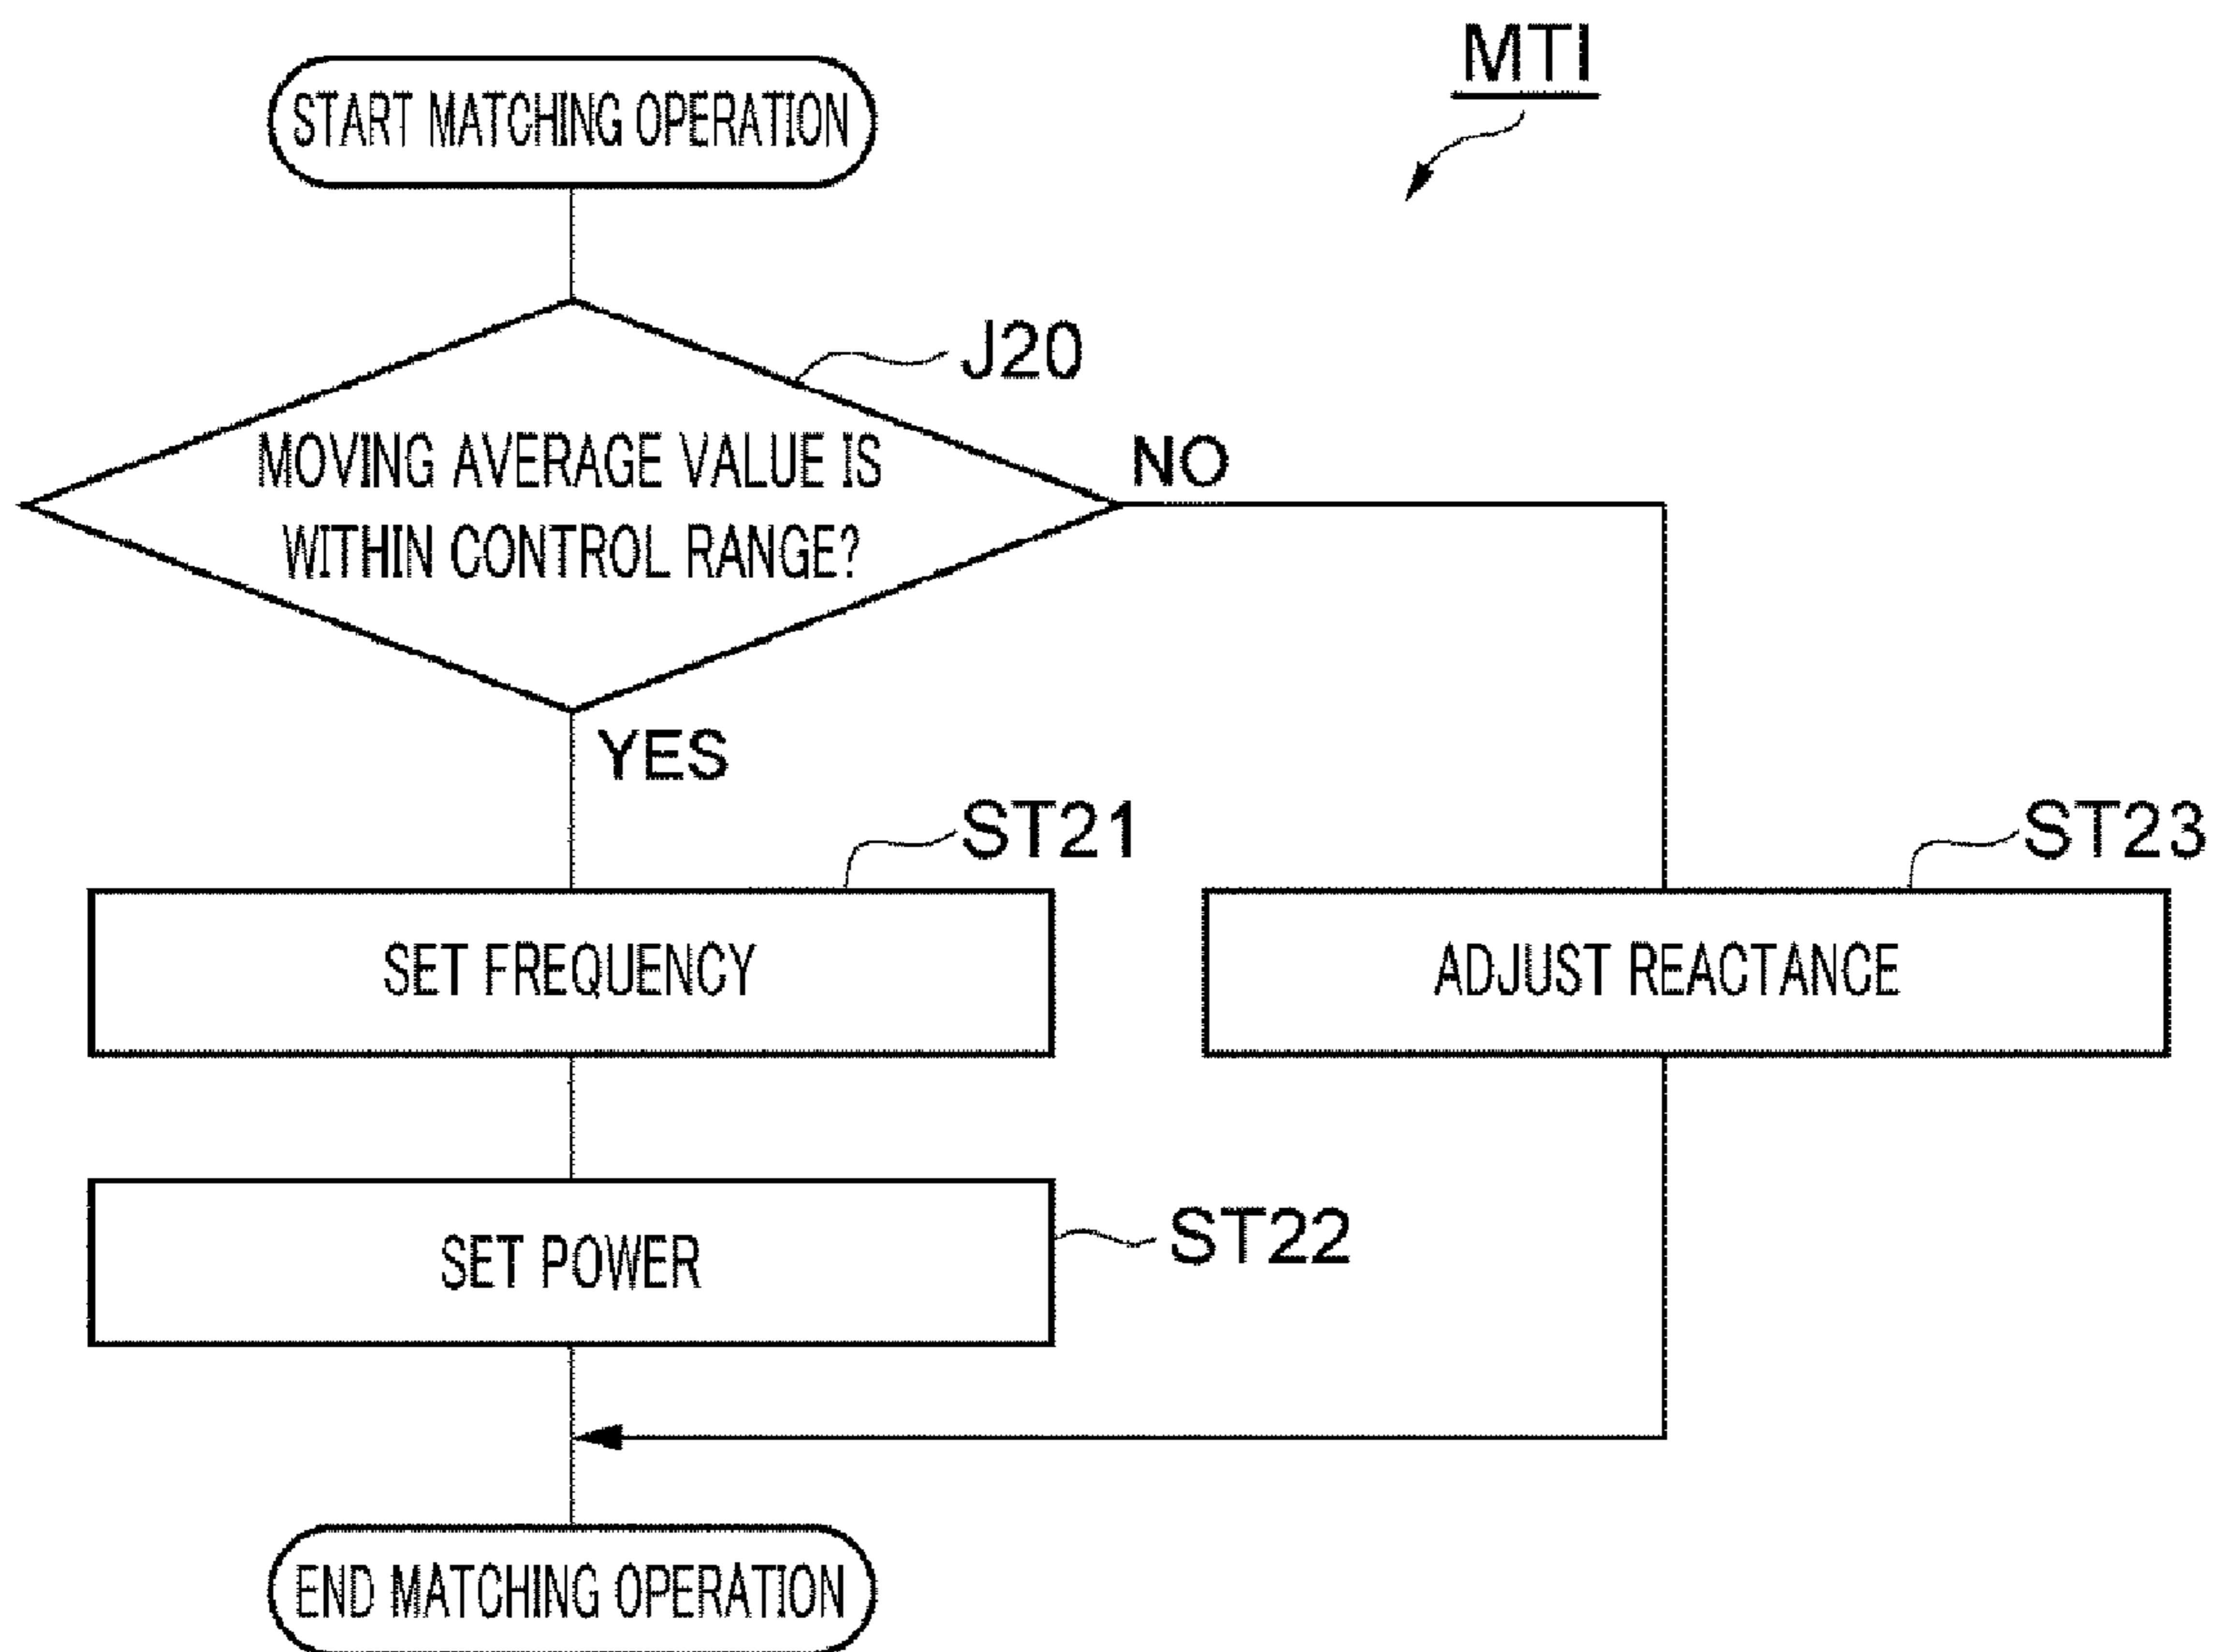 MTI
START MATCHING OPERATION
J20
MOVING AVERAGE VALUE IS
WITHIN CONTROL RANGE?
NO
YES
ST21
SET FREQUENCY
ST23
ADJUST REACTANCE
SET POWER
ST22
END MATCHING OPERATION